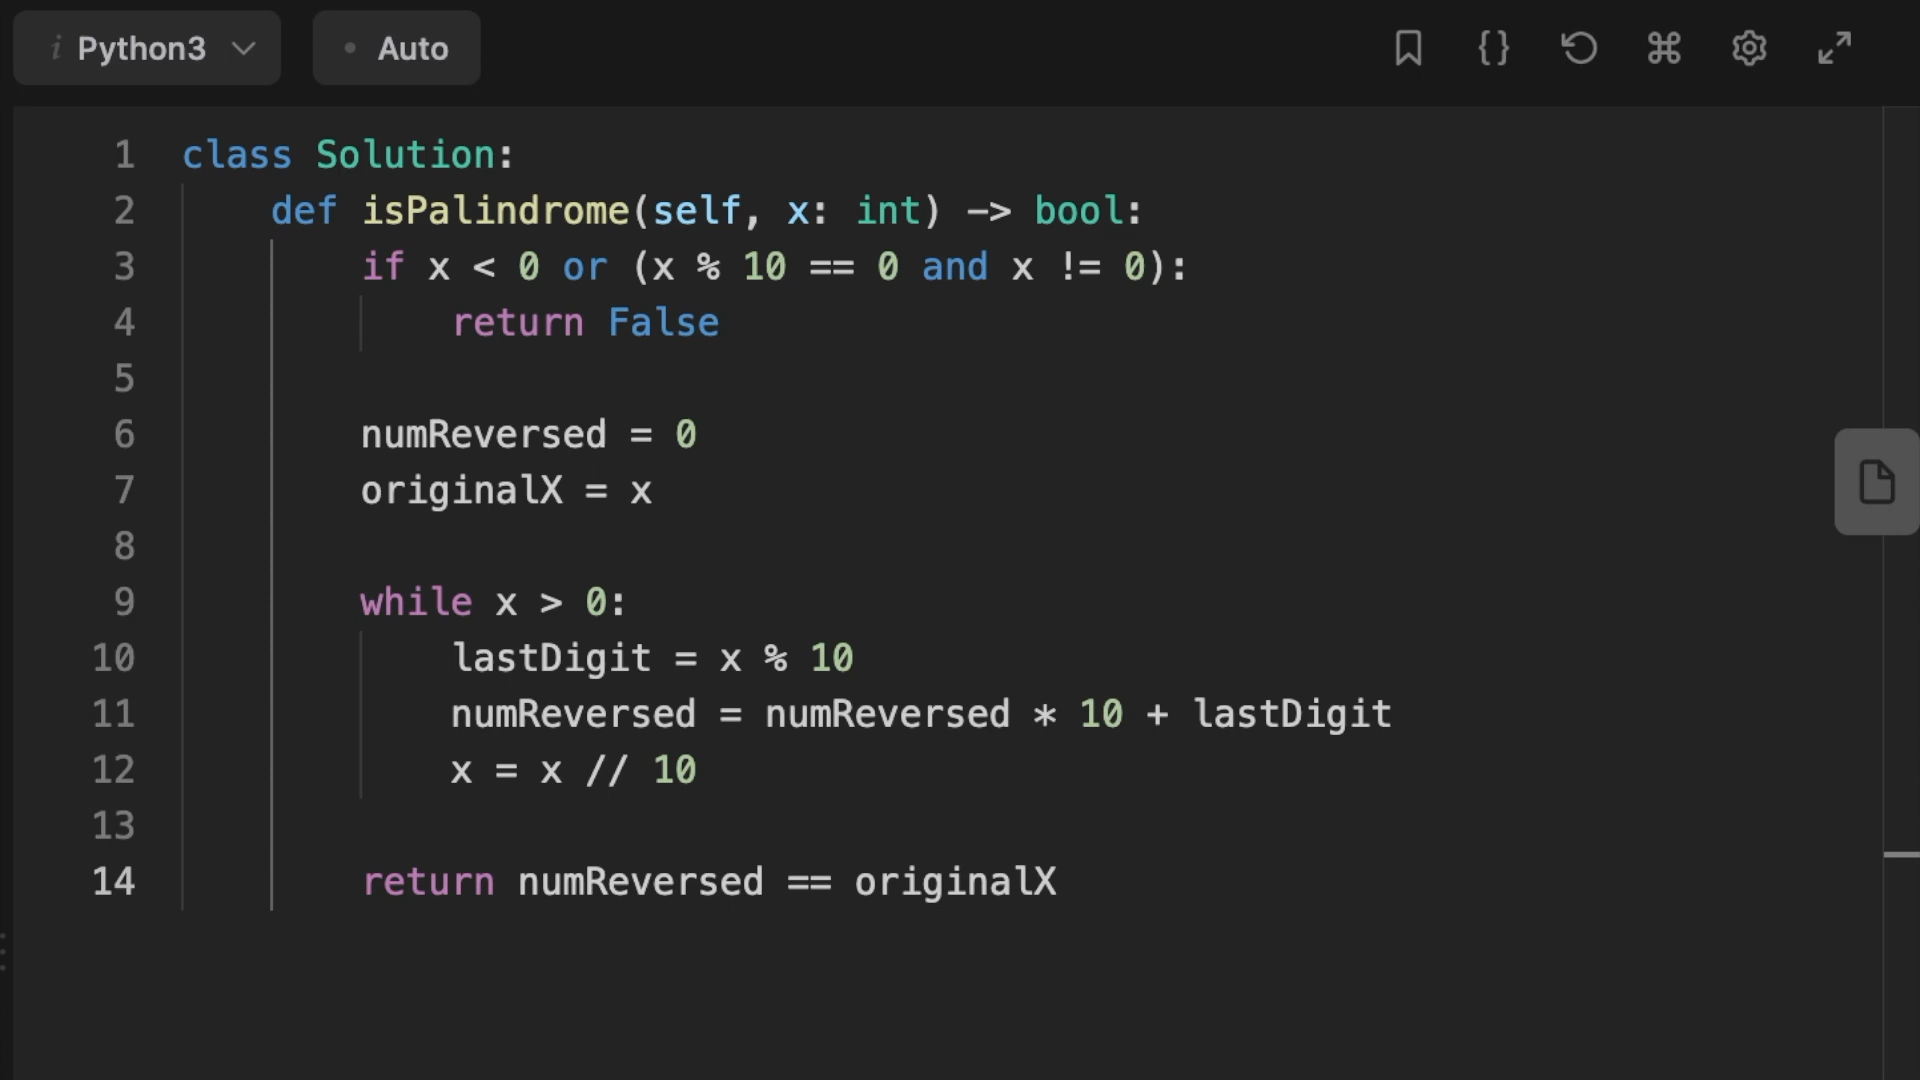 i Python3 • Auto
1 class Solution:
2     def isPalindrome(self, x: int) -> bool:
3         if x < 0 or (x % 10 == 0 and x != 0):
4             return False
5
6         numReversed = 0
7         originalX = x
8
9         while x > 0:
10             lastDigit = x % 10
11             numReversed = numReversed * 10 + lastDigit
12             x = x // 10
13
14         return numReversed == originalX